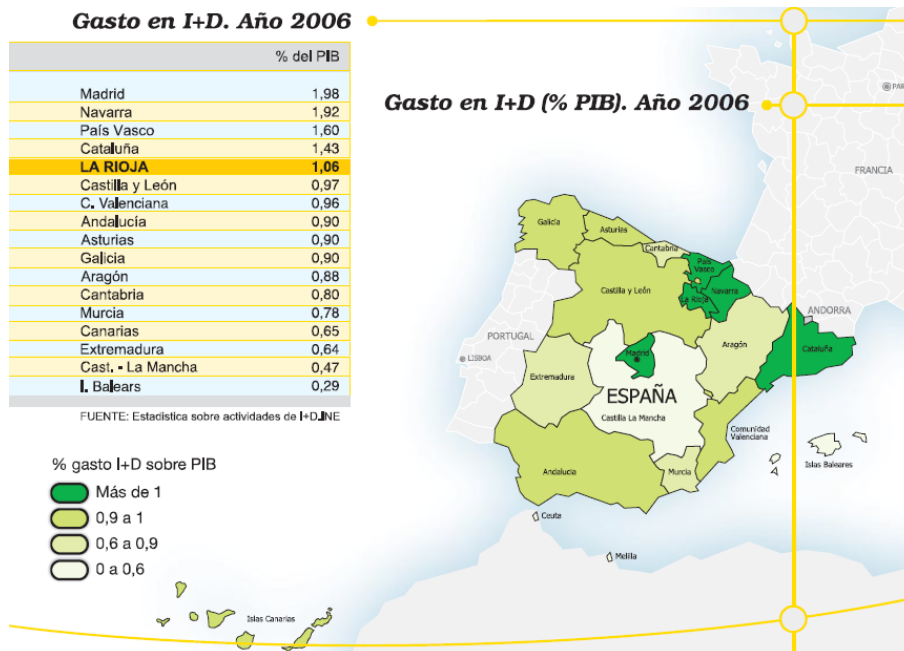 Gasto en I+D. Año 2006
% del PIB
Madrid 1,98
Navarra 1,92
País Vasco 1,60
Cataluña 1,43
LA RIOJA 1,06
Castilla y León 0,97
C. Valenciana 0,96
Andalucía 0,90
Asturias 0,90
Galicia 0,90
Aragón 0,88
Cantabria 0,80
Murcia 0,78
Canarias 0,65
Extremadura 0,64
Cast. - La Mancha 0,47
I. Balears 0,29
FUENTE: Estadística sobre actividades de I+D.INE
Gasto en I+D (% PIB). Año 2006
PAR
FRANCIA
Galicia
Asturias
Cantabria
País
Vasco
Navarra
La Rioja
Castilla y León
ANDORRA
PORTUGAL
Aragón
Cataluña
LISBOA
Madrid
Extremadura
ESPAÑA
Castilla La Mancha
Comunidad
Valenciana
Islas Baleares
Andalucia
Murcia
Ceuta
Melilla
% gasto I+D sobre PIB
Más de 1
0,9 a 1
0,6 a 0,9
0 a 0,6
Islas Canarias